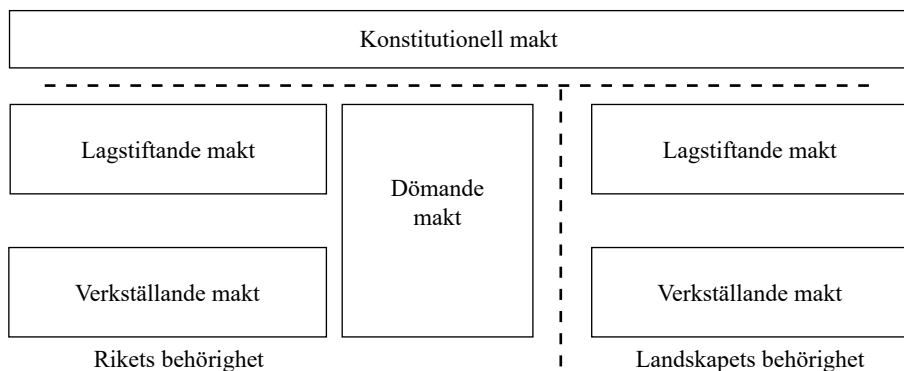 Konstitutionell makt
Lagstiftande makt
Dömande
makt
Lagstiftande makt
Verkställande makt
Verkställande makt
Rikets behörighet
Landskapets behörighet